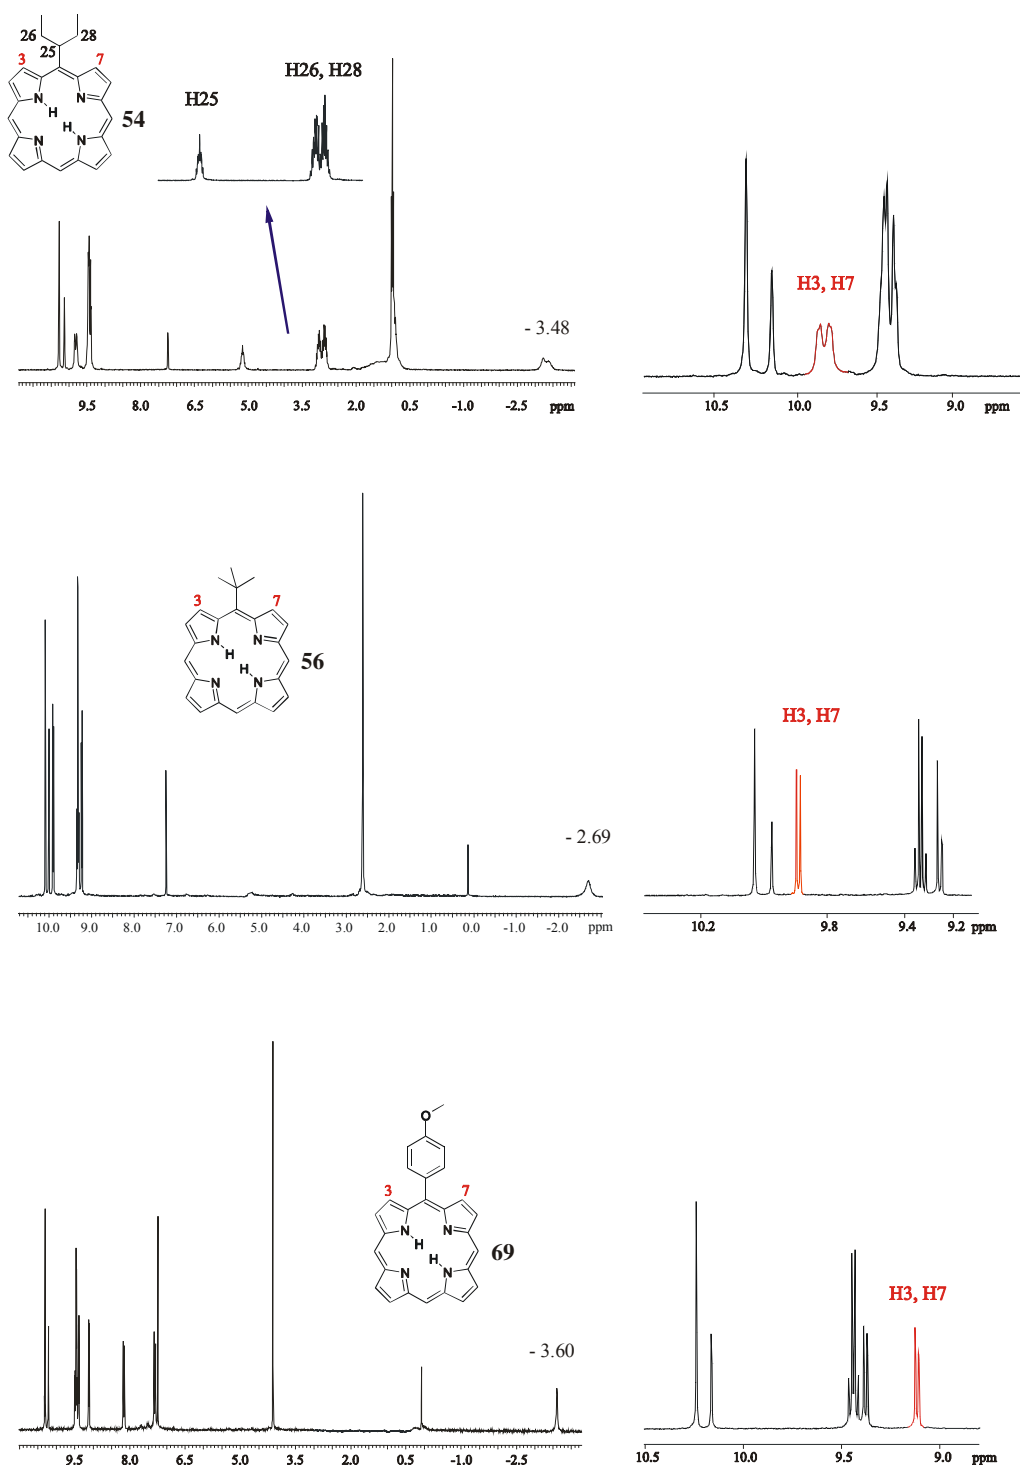 26 28
25
3 7
N H N
H
N N
54
H25
H26, H28
- 3.48
9.5 8.0 6.5 5.0 3.5 2.0 0.5 -1.0 -2.5 ppm
H3, H7
10.5 10.0 9.5 9.0 ppm
3 7
N H N
H
N N
56
- 2.69
10.0 9.0 8.0 7.0 6.0 5.0 4.0 3.0 2.0 1.0 0.0 -1.0 -2.0 ppm
H3, H7
10.2 9.8 9.4 9.2 ppm
O
3 7
N H N
H
N N
69
- 3.60
9.5 8.0 6.5 5.0 3.5 2.0 0.5 -1.0 -2.5
H3, H7
10.5 10.0 9.5 9.0 ppm